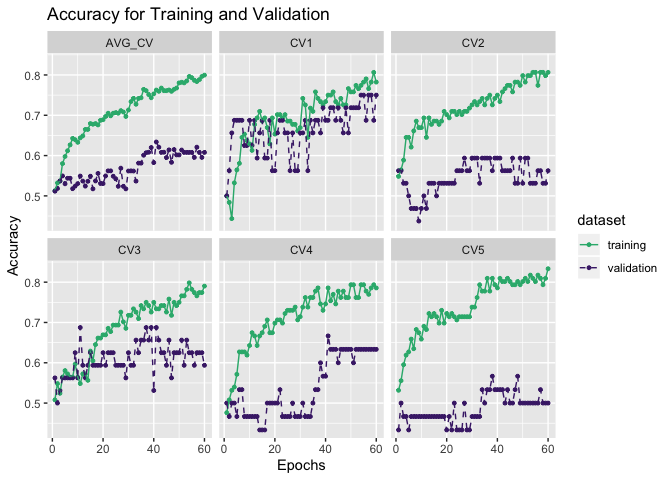 Accuracy for Training and Validation
AVG_CV
CV1
CV2
0.8
0.7
0.6
0.5
CV3
CV4
CV5
0.8
0.7
0.6
0.5
0 20 40 60
0 20 40 60
0 20 40 60
Epochs
Accuracy
dataset
training
validation